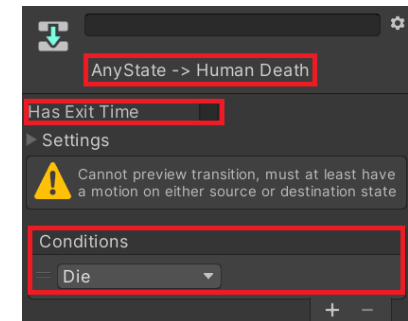 AnyState -> Human Death
Has Exit Time
Settings
Cannot preview transition, must at least have
a motion on either source or destination state
Conditions
Die